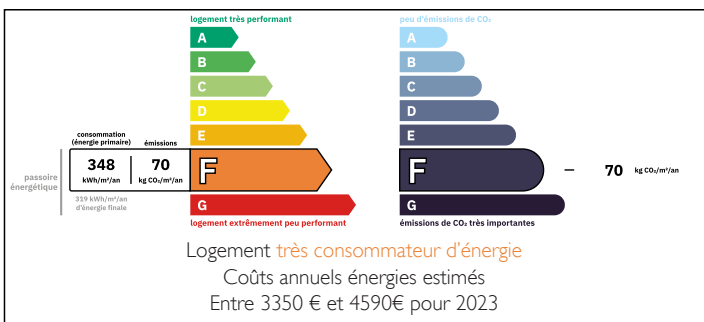 logement très performant
A
B
C
D
E
consommation
(énergie primaire)
émissions
passoire
énergétique
348
kWh/m²/an
70
kg CO₂/m²/an
F
319 kWh/m²/an
d'énergie finale
G
logement extrêmement peu performant
peu d'émissions de CO₂
A
B
C
D
E
F
70 kg CO₂/m²/an
G
émissions de CO₂ très importantes
Logement très consommateur d'énergie
Coûts annuels énergies estimés
Entre 3350 € et 4590€ pour 2023